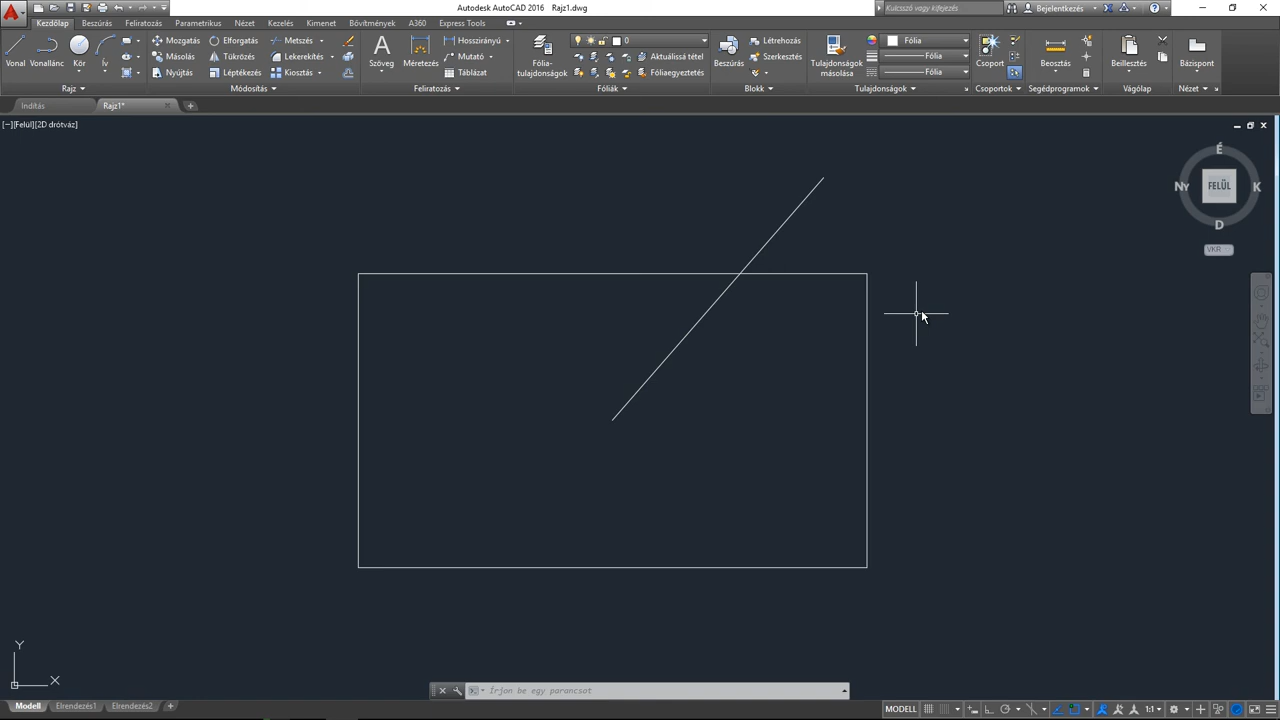 Autodesk AutoCAD 2016 Rajz1.dwg
Kulcsszó vagy kifejezés
Bejelentkezés
Kezdőlap Beszúrás Feliratozás Parametrikus Nézet Kezelés Kimenet Bővítmények A360 Express Tools
Vonal Vonallánc Kör Ív
Rajz
Mozgatás Elforgatás Metszés
Másolás Tükrözés Lekerekítés
Nyújtás Léptékezés Kiosztás
Módosítás
Szöveg Méretezés
Hosszirányú
Mutató
Táblázat
Feliratozás
Fólia-
tulajdonságok
0
Aktuálissá tétel
Fóliaegyeztetés
Fóliák
Beszúrás
Létrehozás
Szerkesztés
Blokk
Tulajdonságok
másolása
Fólia
Fólia
Fólia
Tulajdonságok
Csoport
Csoportok
Beosztás
Segédprogramok
Beillesztés
Vágólap
Bázispont
Nézet
Indítás Rajz1*
[−][Felül][2D drótváz]
É
NY FELÜL K
D
VKR
Y
X
Írjon be egy parancsot
Modell Elrendezés1 Elrendezés2 +
MODELL 1:1